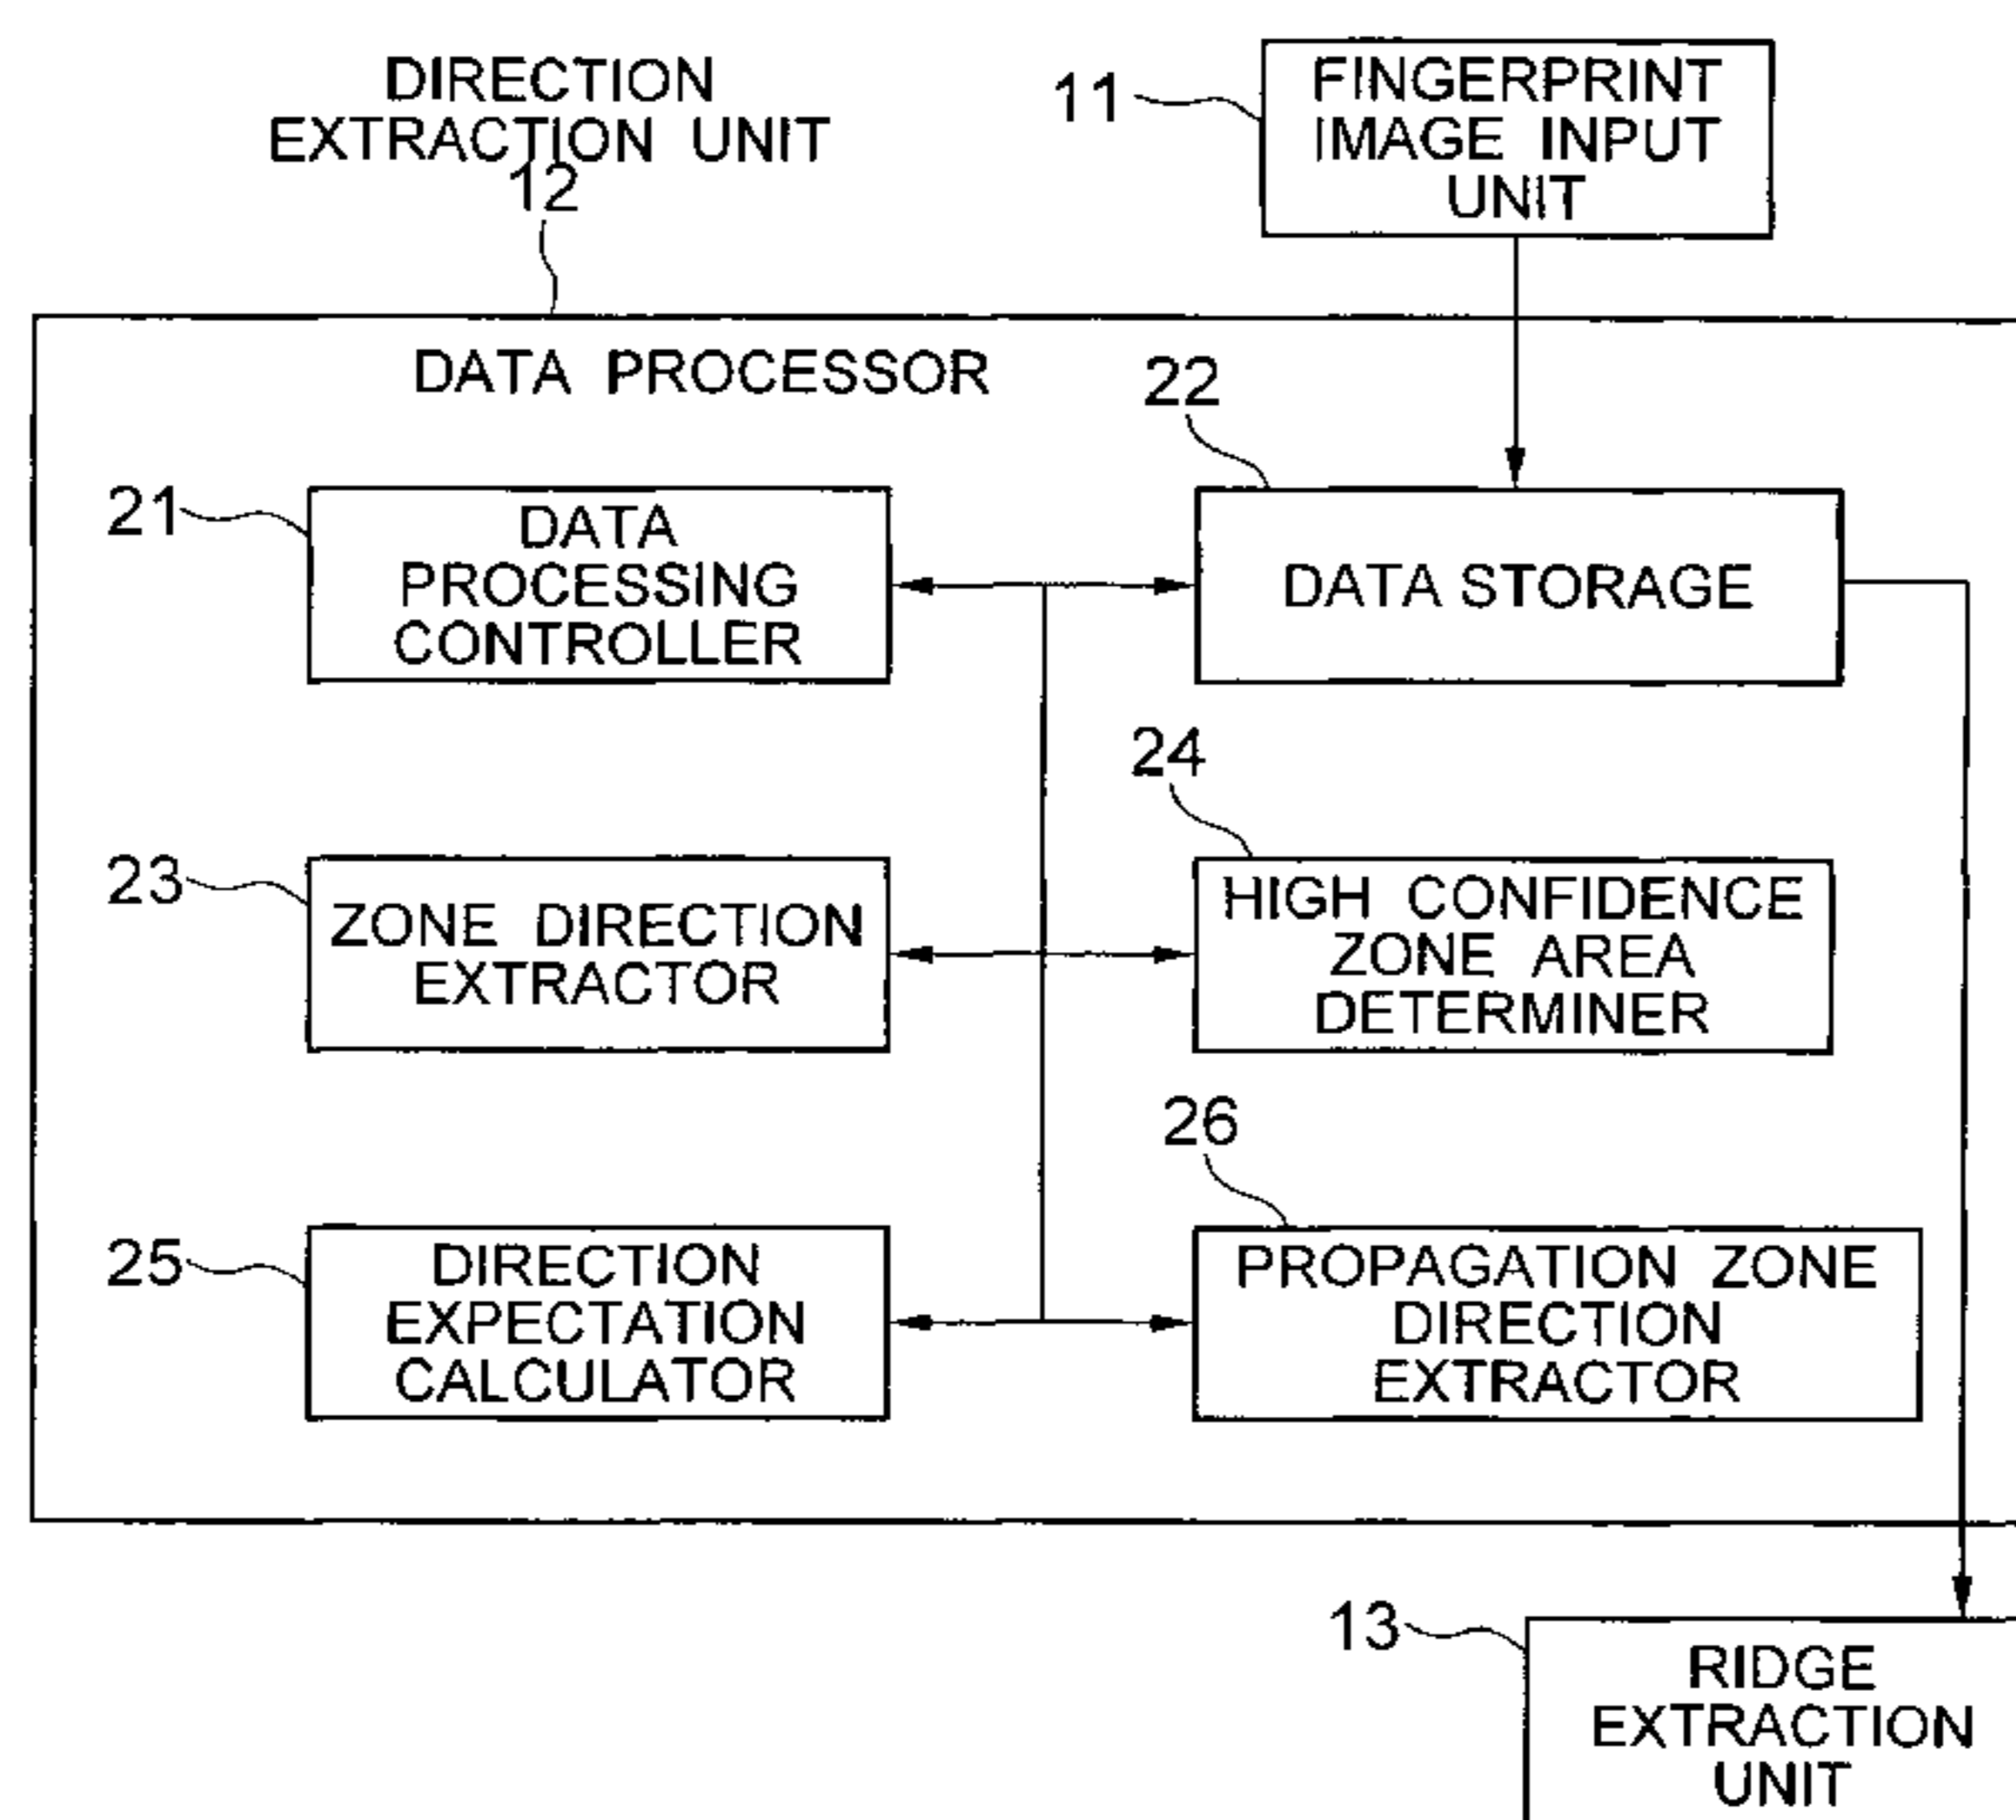 DIRECTION
EXTRACTION UNIT
12
11
FINGERPRINT
IMAGE INPUT
UNIT
DATA PROCESSOR
21
DATA
PROCESSING
CONTROLLER
22
DATA STORAGE
23
ZONE DIRECTION
EXTRACTOR
24
HIGH CONFIDENCE
ZONE AREA
DETERMINER
25
DIRECTION
EXPECTATION
CALCULATOR
26
PROPAGATION ZONE
DIRECTION
EXTRACTOR
13
RIDGE
EXTRACTION
UNIT